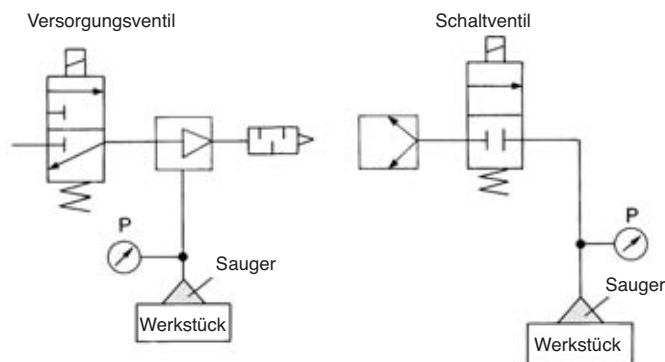 Versorgungsventil
Schaltventil
P
Sauger
Werkstück
P
Sauger
Werkstück